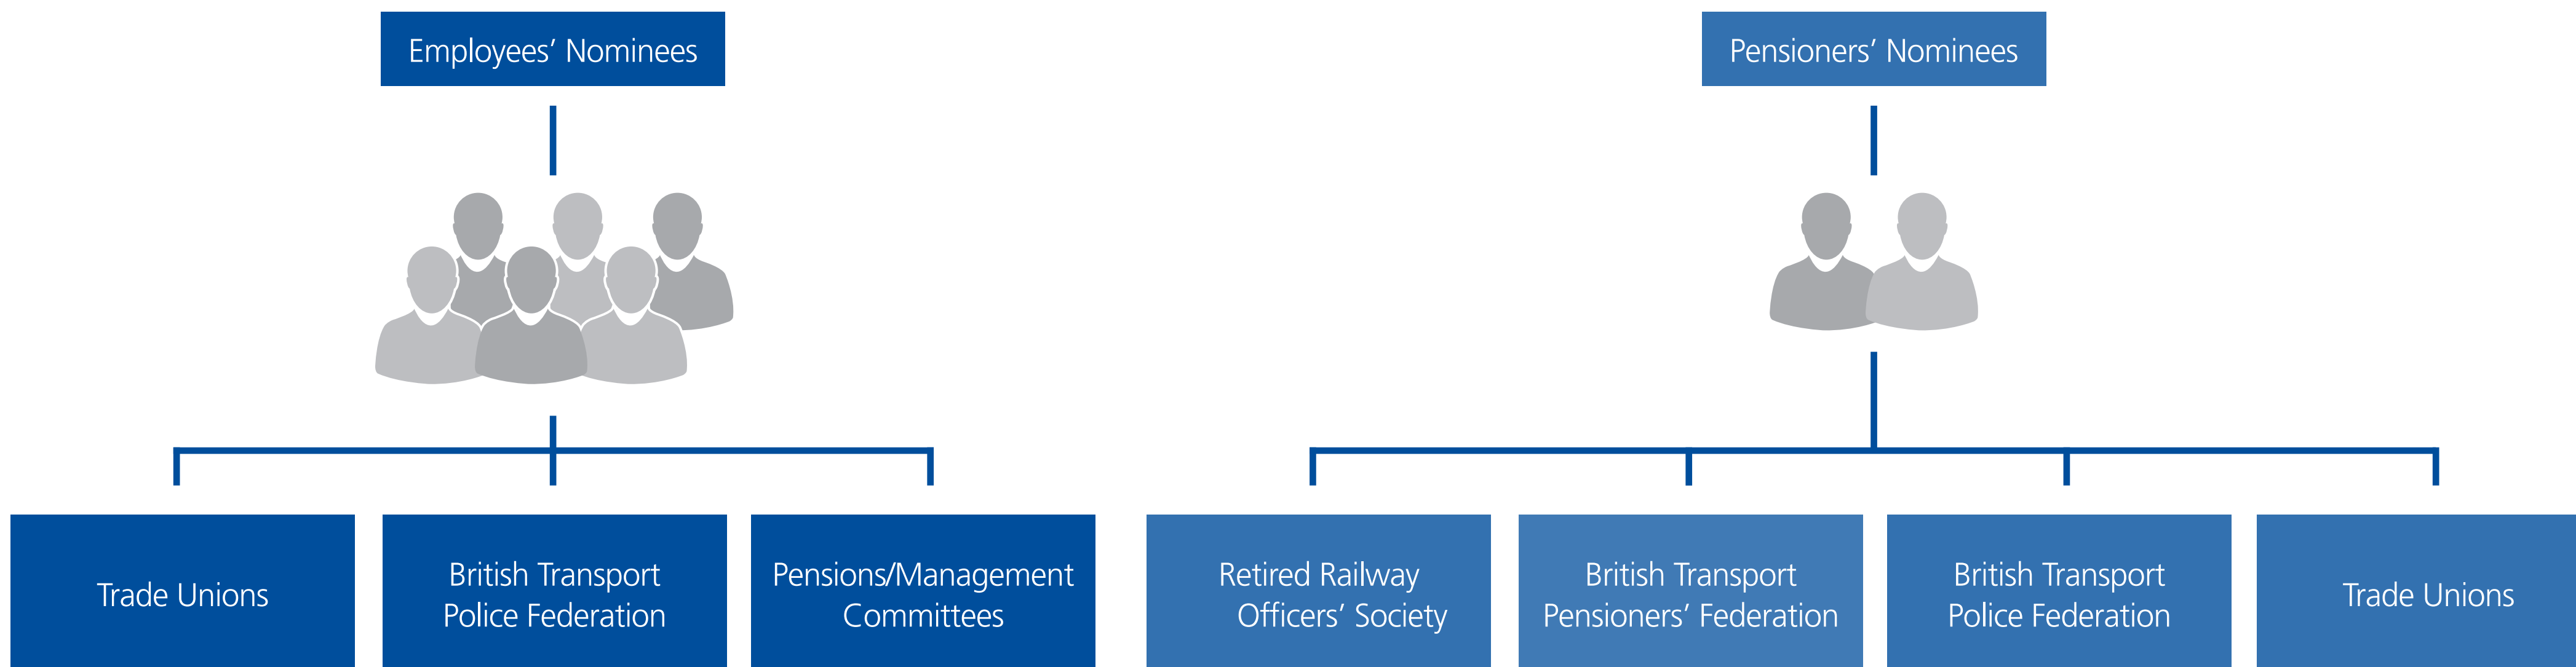 Employees’ Nominees
Pensioners’ Nominees
Trade Unions
British Transport
Police Federation
Pensions/Management
Committees
Retired Railway
Officers’ Society
British Transport
Pensioners’ Federation
British Transport
Police Federation
Trade Unions